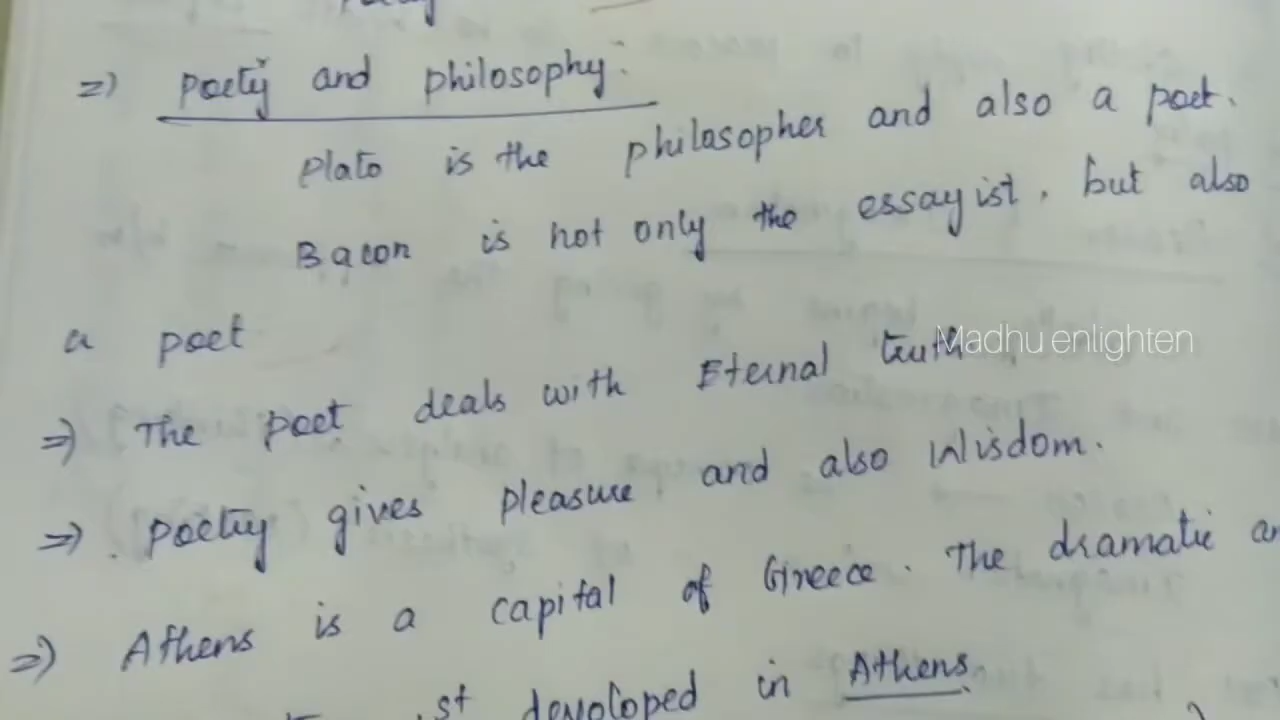 =) Poetry and philosophy:
Plato is the philosopher and also a poet.
Bacon is not only the essayist, but also
a poet
=) The poet deals with Eternal truth
Madhu enlighten
=) Poetry gives pleasure and also Wisdom.
=) Athens is a capital of Greece. The dramatic
st developed in Athens.